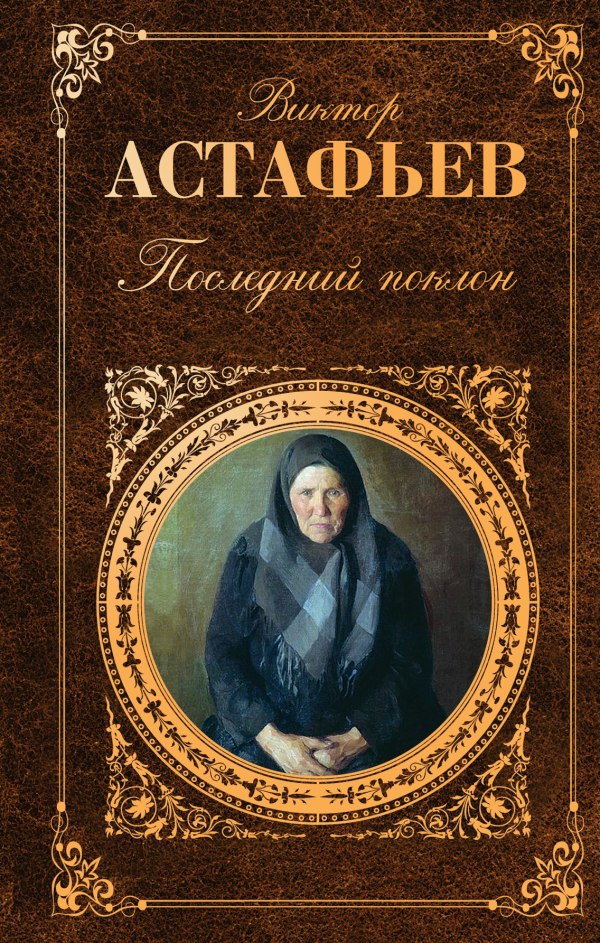 Виктор
АСТАФЬЕВ
Последний поклон